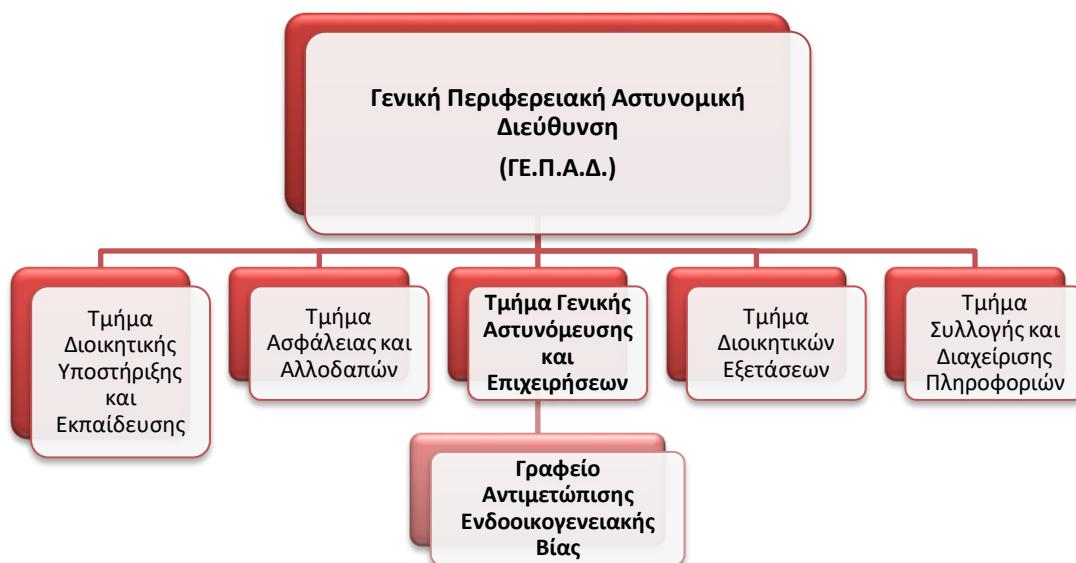 Γενική Περιφερειακή Αστυνομική
Διεύθυνση
(ΓΕ.Π.Α.Δ.)
Τμήμα
Διοικητικής
Υποστήριξης
και
Εκπαίδευσης
Τμήμα
Ασφάλειας και
Αλλοδαπών
Τμήμα Γενικής
Αστυνόμευσης
και
Επιχειρήσεων
Τμήμα
Διοικητικών
Εξετάσεων
Τμήμα
Συλλογής και
Διαχείρισης
Πληροφοριών
Γραφείο
Αντιμετώπισης
Ενδοοικογενειακής
Βίας